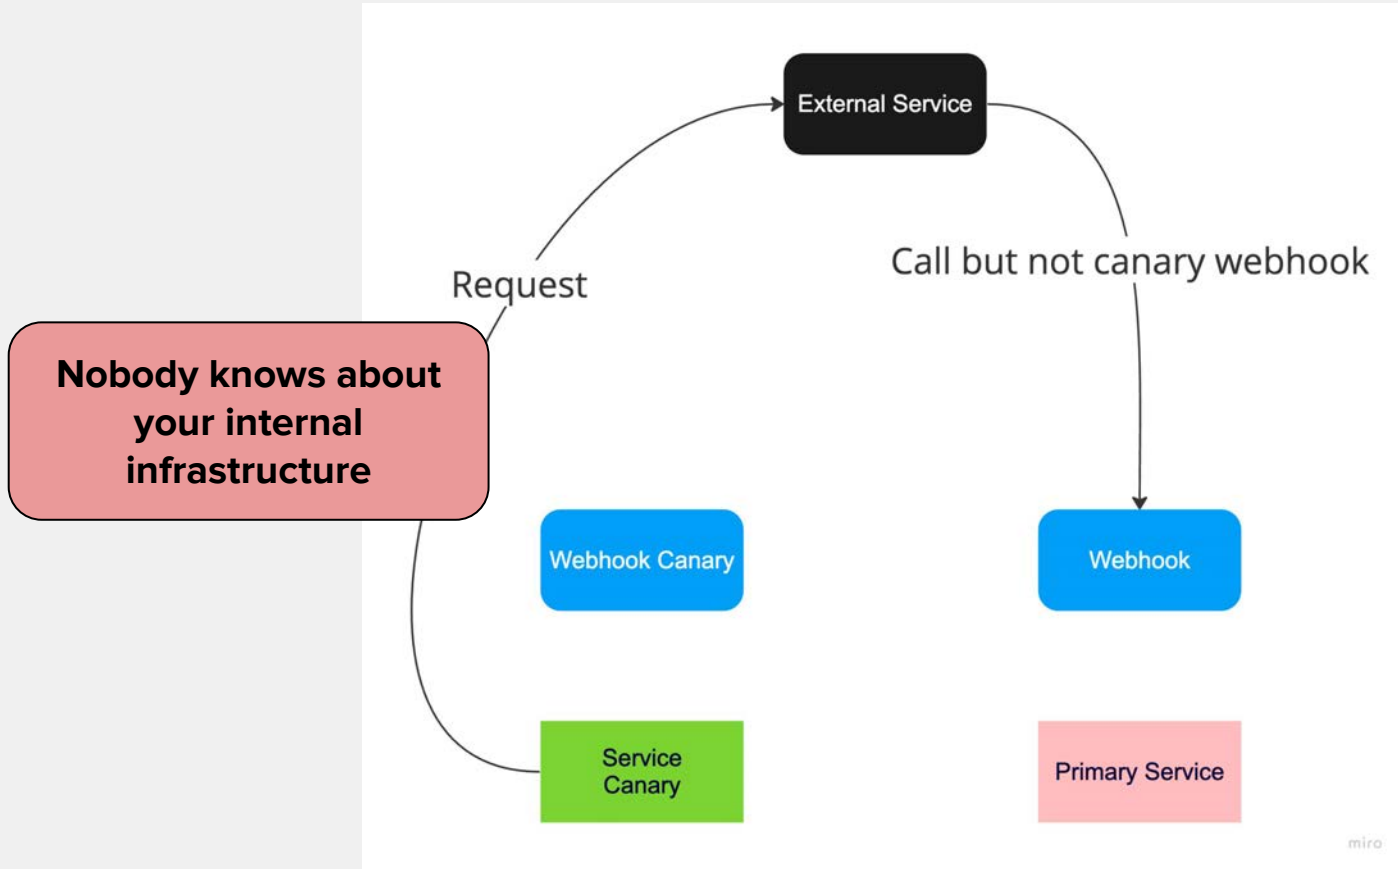 External Service
Call but not canary webhook
Request
Nobody knows about
your internal
infrastructure
Webhook Canary
Webhook
Service
Canary
Primary Service
miro